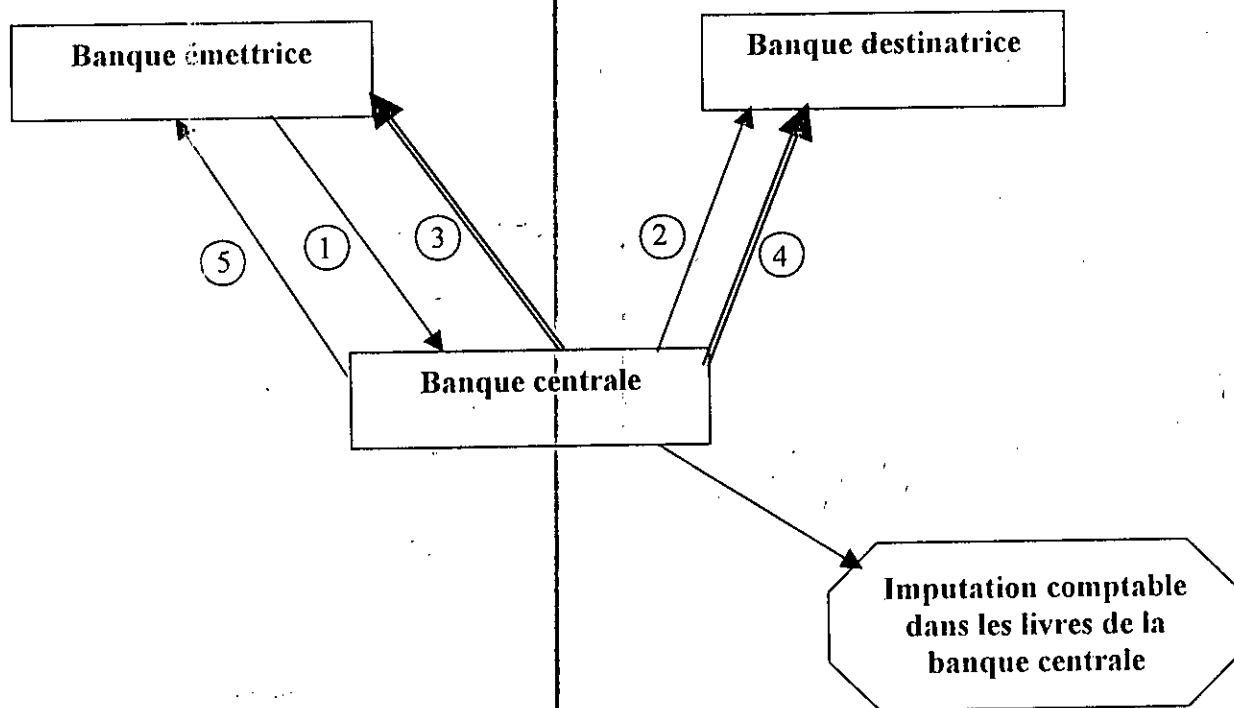 Banque émettrice
Banque destinatrice
5
1
3
2
4
Banque centrale
Imputation comptable
dans les livres de la
banque centrale